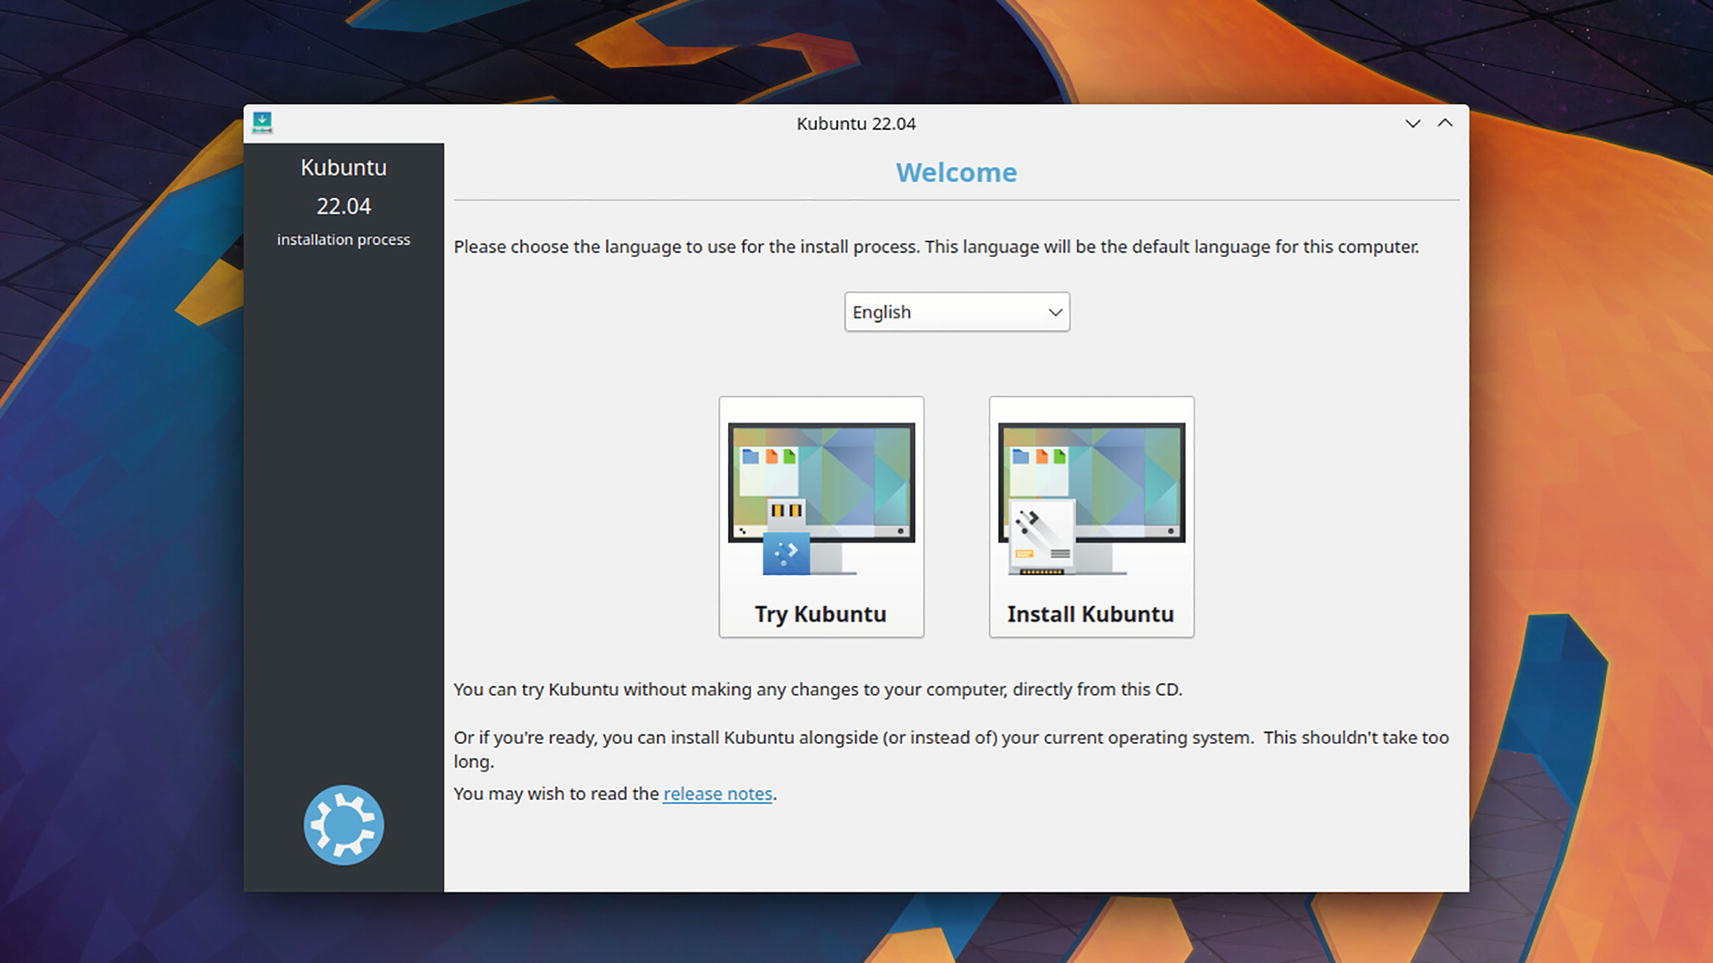 Kubuntu 22.04
Kubuntu
22.04
installation process
Welcome
Please choose the language to use for the install process. This language will be the default language for this computer.
English
Try Kubuntu
Install Kubuntu
You can try Kubuntu without making any changes to your computer, directly from this CD.
Or if you're ready, you can install Kubuntu alongside (or instead of) your current operating system.  This shouldn't take too
long.
You may wish to read the release notes.